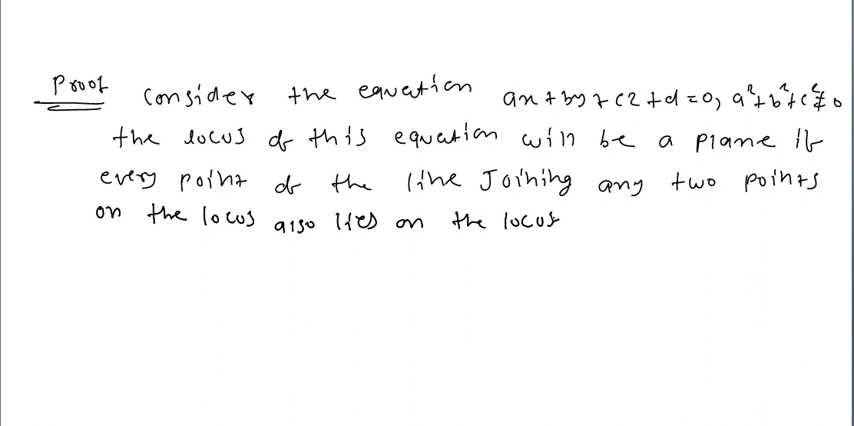 Proof Consider the equation ax + by + cz + d = 0, a² + b² + c² ≠ 0
the locus of this equation will be a plane if
every point of the line Joining any two points
on the locus also lies on the locus